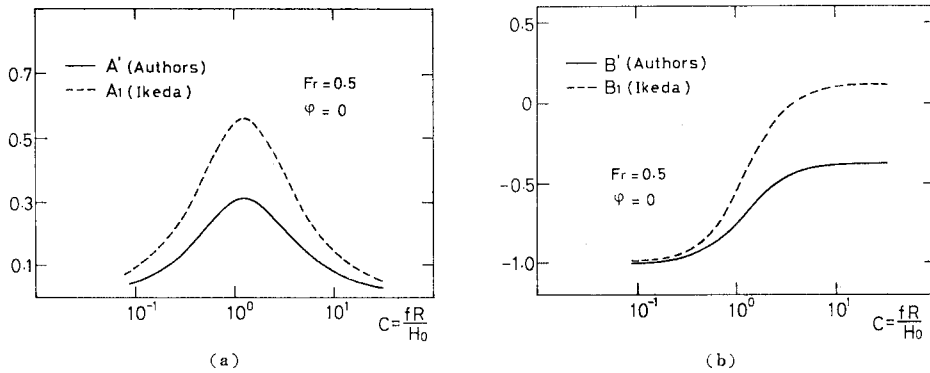 0.7
0.5
0.3
0.1
A' (Authors)
A1 (Ikeda)
Fr = 0.5
φ = 0
10⁻¹
10⁰
10¹
C = fR/H₀
(a)
0.5
0
-0.5
-1.0
B' (Authors)
B1 (Ikeda)
Fr = 0.5
φ = 0
10⁻¹
10⁰
10¹
C = fR/H₀
(b)